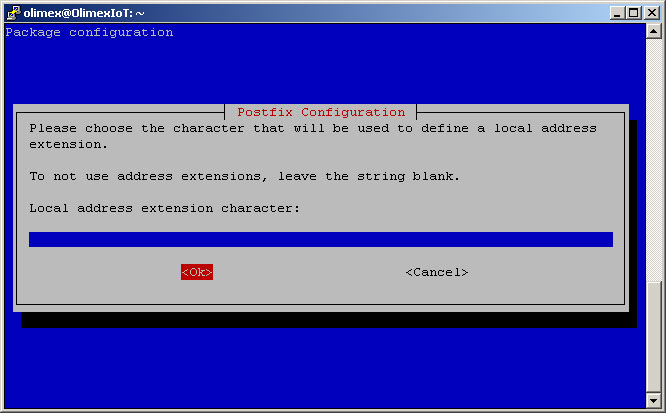 olimex@OlimexIoT: ~
Package configuration
Postfix Configuration
Please choose the character that will be used to define a local address
extension.
To not use address extensions, leave the string blank.
Local address extension character:
<Ok> <Cancel>